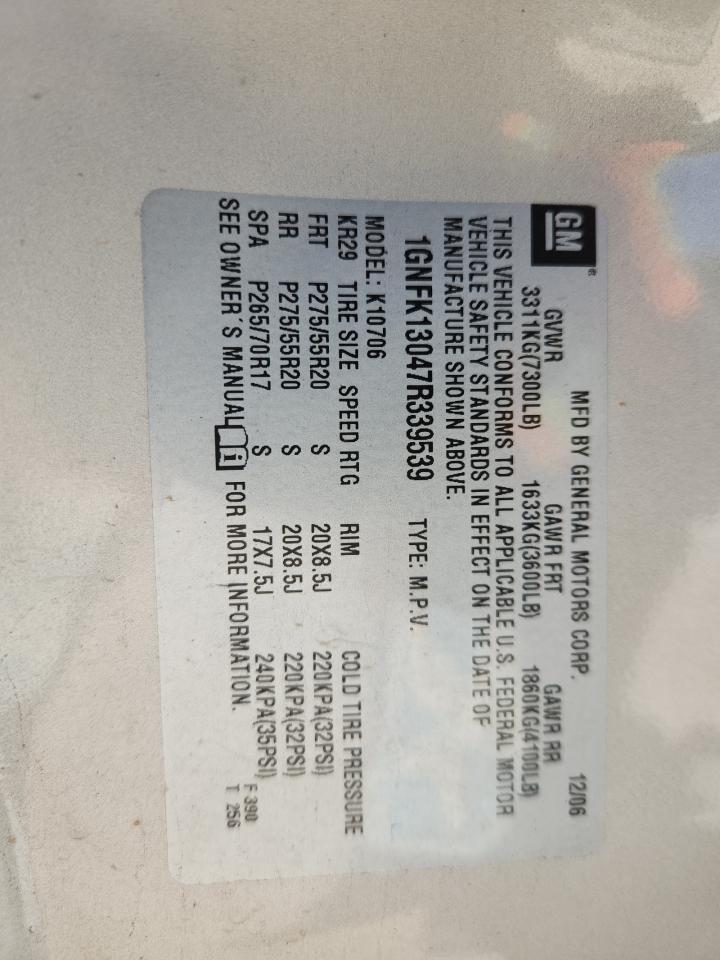 GM®
MFD BY GENERAL MOTORS CORP. 12/06
GVWR GAWR FRT GAWR RR
3311KG(7300LB) 1633KG(3600LB) 1860KG(4100LB)
THIS VEHICLE CONFORMS TO ALL APPLICABLE U.S. FEDERAL MOTOR
VEHICLE SAFETY STANDARDS IN EFFECT ON THE DATE OF
MANUFACTURE SHOWN ABOVE.
1GNFK13047R339539 TYPE: M.P.V.
MODEL: K10706
KR29 TIRE SIZE SPEED RTG RIM COLD TIRE PRESSURE
FRT P275/55R20 S 20X8.5J 220KPA(32PSI)
RR P275/55R20 S 20X8.5J 220KPA(32PSI)
SPA P265/70R17 S 17X7.5J 240KPA(35PSI)
SEE OWNER'S MANUAL i FOR MORE INFORMATION.
F 390
T 256